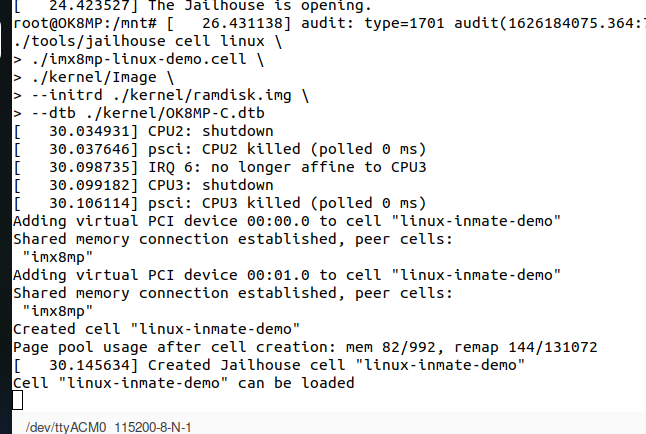 [   24.423527] The Jailhouse is opening.
root@OK8MP:/mnt# [   26.431138] audit: type=1701 audit(1626184075.364:
./tools/jailhouse cell linux \
> ./imx8mp-linux-demo.cell \
> ./kernel/Image \
> --initrd ./kernel/ramdisk.img \
> --dtb ./kernel/OK8MP-C.dtb
[   30.034931] CPU2: shutdown
[   30.037646] psci: CPU2 killed (polled 0 ms)
[   30.098735] IRQ 6: no longer affine to CPU3
[   30.099182] CPU3: shutdown
[   30.106114] psci: CPU3 killed (polled 0 ms)
Adding virtual PCI device 00:00.0 to cell "linux-inmate-demo"
Shared memory connection established, peer cells:
 "imx8mp"
Adding virtual PCI device 00:01.0 to cell "linux-inmate-demo"
Shared memory connection established, peer cells:
 "imx8mp"
Created cell "linux-inmate-demo"
Page pool usage after cell creation: mem 82/992, remap 144/131072
[   30.145634] Created Jailhouse cell "linux-inmate-demo"
Cell "linux-inmate-demo" can be loaded
/dev/ttyACM0 115200-8-N-1